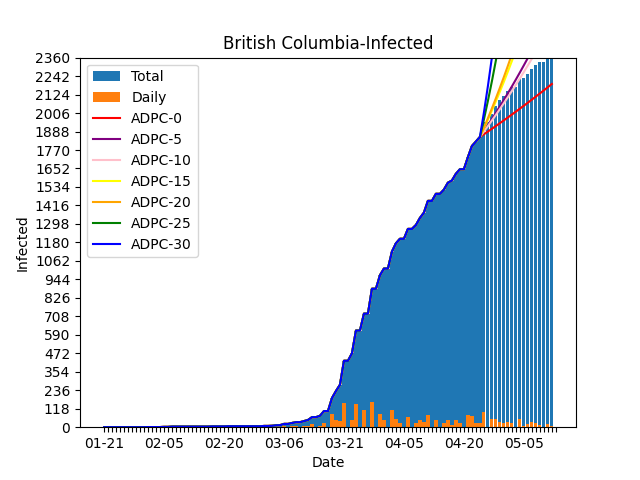 British Columbia-Infected
2360
2242
2124
2006
1888
1770
1652
1534
1416
1298
1180
1062
944
826
708
590
472
354
236
118
0
Infected
Total
Daily
ADPC-0
ADPC-5
ADPC-10
ADPC-15
ADPC-20
ADPC-25
ADPC-30
01-21 02-05 02-20 03-06 03-21 04-05 04-20 05-05
Date